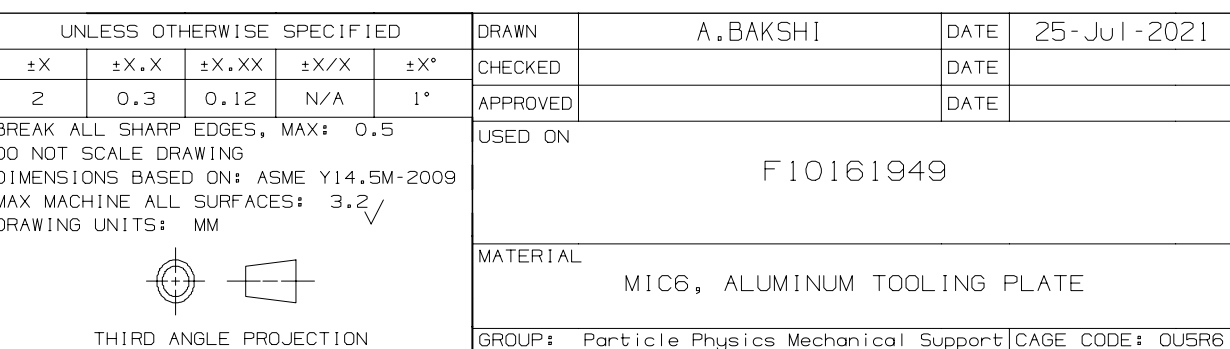 UNLESS OTHERWISE SPECIFIED
±X ±X.X ±X.XX ±X/X ±X°
2 0.3 0.12 N/A 1°
BREAK ALL SHARP EDGES, MAX: 0.5
DO NOT SCALE DRAWING
DIMENSIONS BASED ON: ASME Y14.5M-2009
MAX MACHINE ALL SURFACES: 3.2
DRAWING UNITS: MM
THIRD ANGLE PROJECTION
DRAWN A.BAKSHI DATE 25-Jul-2021
CHECKED DATE
APPROVED DATE
USED ON
F10161949
MATERIAL
MIC6, ALUMINUM TOOLING PLATE
GROUP: Particle Physics Mechanical Support CAGE CODE: OU5R6